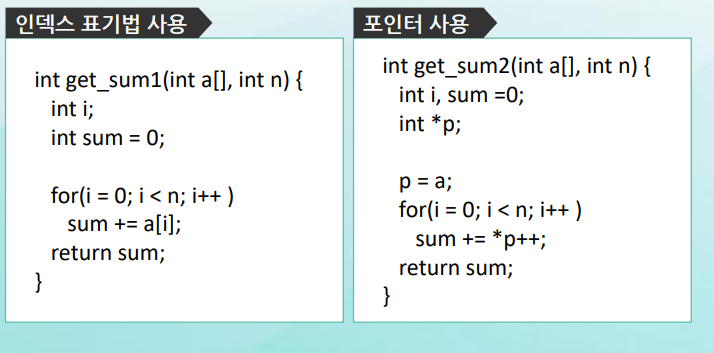 인덱스 표기법 사용
int get_sum1(int a[], int n) {
int i;
int sum = 0;
for(i = 0; i < n; i++ )
sum += a[i];
return sum;
}
포인터 사용
int get_sum2(int a[], int n) {
int i, sum =0;
int *p;
p = a;
for(i = 0; i < n; i++ )
sum += *p++;
return sum;
}